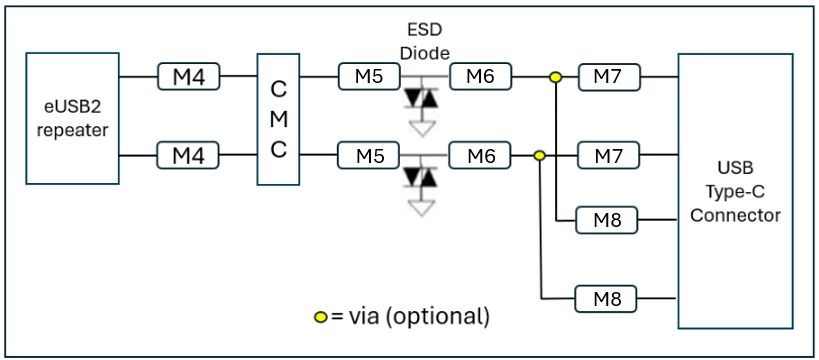 ESD
Diode
M4
M5
M6
M7
eUSB2
repeater
C
M
C
M4
M5
M6
M7
USB
Type-C
Connector
M8
M8
= via (optional)